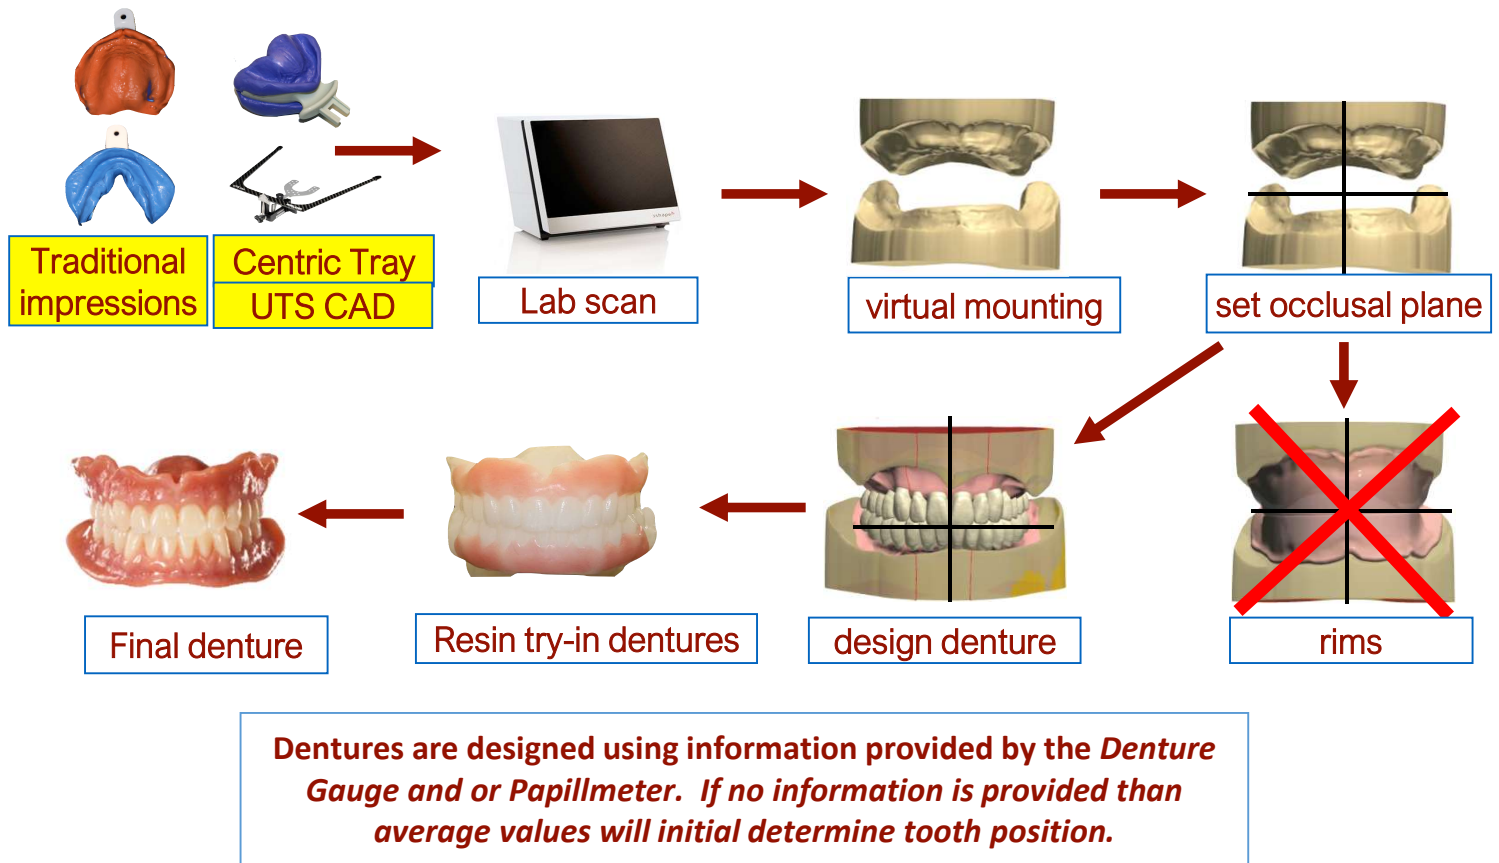 Traditional
impressions
Centric Tray
UTS CAD
Lab scan
virtual mounting
set occlusal plane
Final denture
Resin try-in dentures
design denture
rims
Dentures are designed using information provided by the Denture
Gauge and or Papillmeter.  If no information is provided than
average values will initial determine tooth position.